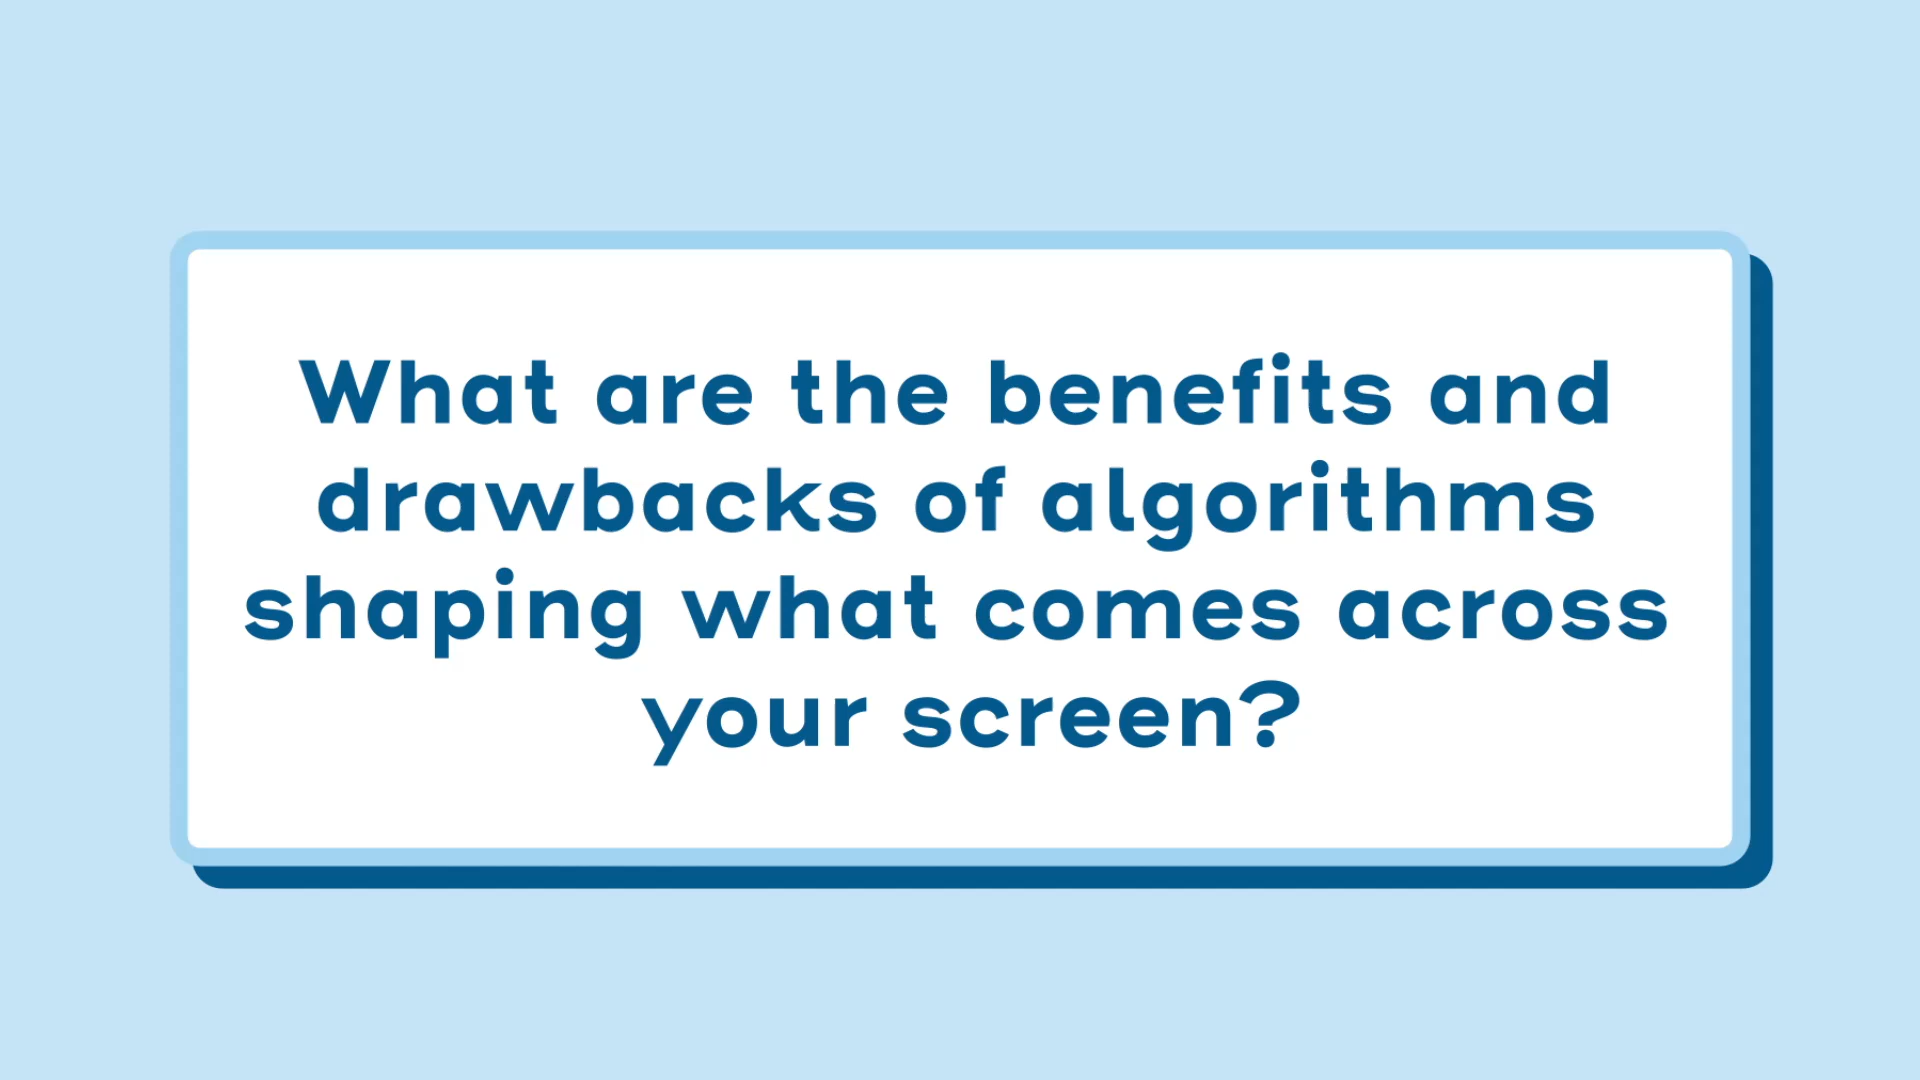 What are the benefits and
drawbacks of algorithms
shaping what comes across
your screen?